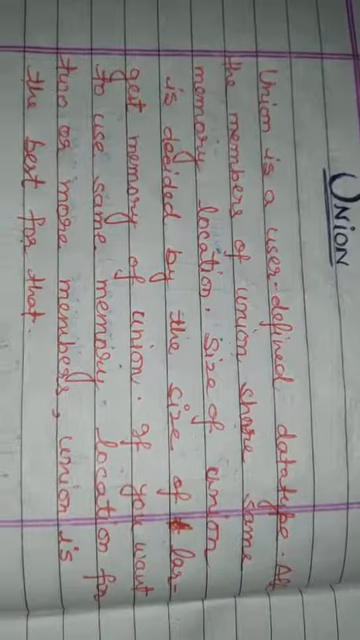 UNION
Union is a user-defined datatype. All
the members of union share same
memory location. Size of union
is decided by the size of lar-
gest memory of union. If you want
to use same memory location for
two or more members, union is
the best for that.